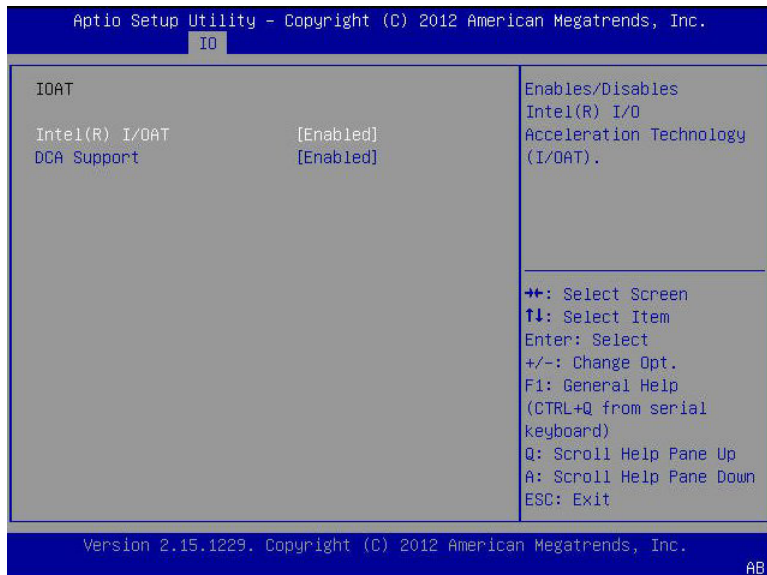 Aptio Setup Utility – Copyright (C) 2012 American Megatrends, Inc.
IO
IOAT
Intel(R) I/OAT [Enabled]
DCA Support [Enabled]
Enables/Disables
Intel(R) I/O
Acceleration Technology
(I/OAT).
→←: Select Screen
↑↓: Select Item
Enter: Select
+/-: Change Opt.
F1: General Help
(CTRL+Q from serial
keyboard)
Q: Scroll Help Pane Up
A: Scroll Help Pane Down
ESC: Exit
Version 2.15.1229. Copyright (C) 2012 American Megatrends, Inc.
AB